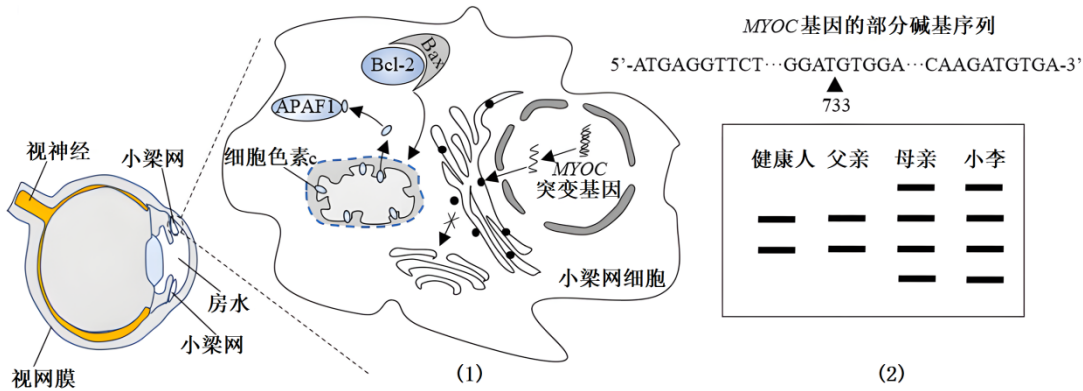 MYOC基因的部分碱基序列
5’-ATGAGGTTCT…GGATGTGGA…CAAGATGTGA-3’
733
Bax
Bcl-2
APAF1
细胞色素c
MYOC
突变基因
小梁网细胞
视神经
小梁网
房水
小梁网
视网膜
(1)
健康人 父亲 母亲 小李
(2)